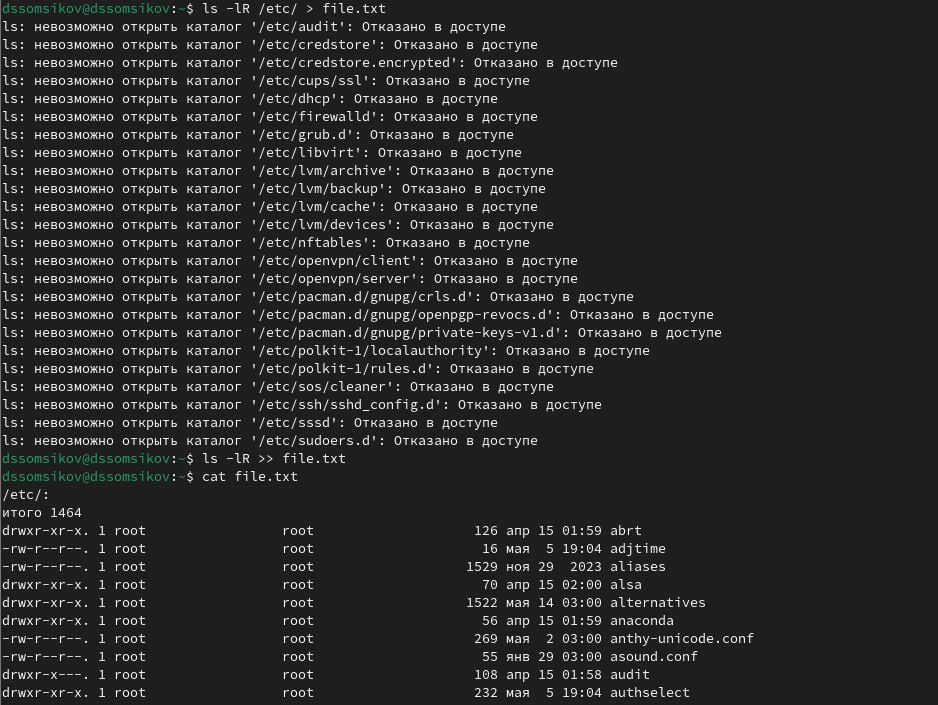 dssomsikov@dssomsikov:~$ ls -lR /etc/ > file.txt
ls: невозможно открыть каталог '/etc/audit': Отказано в доступе
ls: невозможно открыть каталог '/etc/credstore': Отказано в доступе
ls: невозможно открыть каталог '/etc/credstore.encrypted': Отказано в доступе
ls: невозможно открыть каталог '/etc/cups/ssl': Отказано в доступе
ls: невозможно открыть каталог '/etc/dhcp': Отказано в доступе
ls: невозможно открыть каталог '/etc/firewalld': Отказано в доступе
ls: невозможно открыть каталог '/etc/grub.d': Отказано в доступе
ls: невозможно открыть каталог '/etc/libvirt': Отказано в доступе
ls: невозможно открыть каталог '/etc/lvm/archive': Отказано в доступе
ls: невозможно открыть каталог '/etc/lvm/backup': Отказано в доступе
ls: невозможно открыть каталог '/etc/lvm/cache': Отказано в доступе
ls: невозможно открыть каталог '/etc/lvm/devices': Отказано в доступе
ls: невозможно открыть каталог '/etc/nftables': Отказано в доступе
ls: невозможно открыть каталог '/etc/openvpn/client': Отказано в доступе
ls: невозможно открыть каталог '/etc/openvpn/server': Отказано в доступе
ls: невозможно открыть каталог '/etc/pacman.d/gnupg/crls.d': Отказано в доступе
ls: невозможно открыть каталог '/etc/pacman.d/gnupg/openpgp-revocs.d': Отказано в доступе
ls: невозможно открыть каталог '/etc/pacman.d/gnupg/private-keys-v1.d': Отказано в доступе
ls: невозможно открыть каталог '/etc/polkit-1/localauthority': Отказано в доступе
ls: невозможно открыть каталог '/etc/polkit-1/rules.d': Отказано в доступе
ls: невозможно открыть каталог '/etc/sos/cleaner': Отказано в доступе
ls: невозможно открыть каталог '/etc/ssh/sshd_config.d': Отказано в доступе
ls: невозможно открыть каталог '/etc/sssd': Отказано в доступе
ls: невозможно открыть каталог '/etc/sudoers.d': Отказано в доступе
dssomsikov@dssomsikov:~$ ls -lR >> file.txt
dssomsikov@dssomsikov:~$ cat file.txt
/etc/:
итого 1464
drwxr-xr-x. 1 root root 126 апр 15 01:59 abrt
-rw-r--r--. 1 root root 16 мая 5 19:04 adjtime
-rw-r--r--. 1 root root 1529 ноя 29 2023 aliases
drwxr-xr-x. 1 root root 70 апр 15 02:00 alsa
drwxr-xr-x. 1 root root 1522 мая 14 03:00 alternatives
drwxr-xr-x. 1 root root 56 апр 15 01:59 anaconda
-rw-r--r--. 1 root root 269 мая 2 03:00 anthy-unicode.conf
-rw-r--r--. 1 root root 55 янв 29 03:00 asound.conf
drwxr-x---. 1 root root 108 апр 15 01:58 audit
drwxr-xr-x. 1 root root 232 мая 5 19:04 authselect